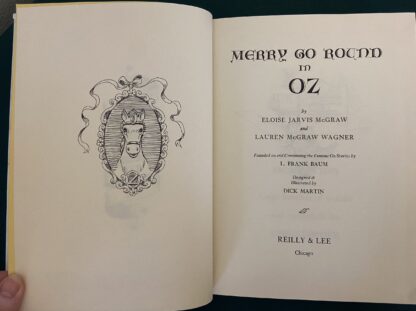 MERRY GO ROUND
IN
OZ
by
ELOISE JARVIS McGRAW
and
LAUREN McGRAW WAGNER
Founded on and Continuing the Famous Oz Stories by
L. FRANK BAUM
Designed &
Illustrated by
DICK MARTIN
REILLY & LEE
Chicago